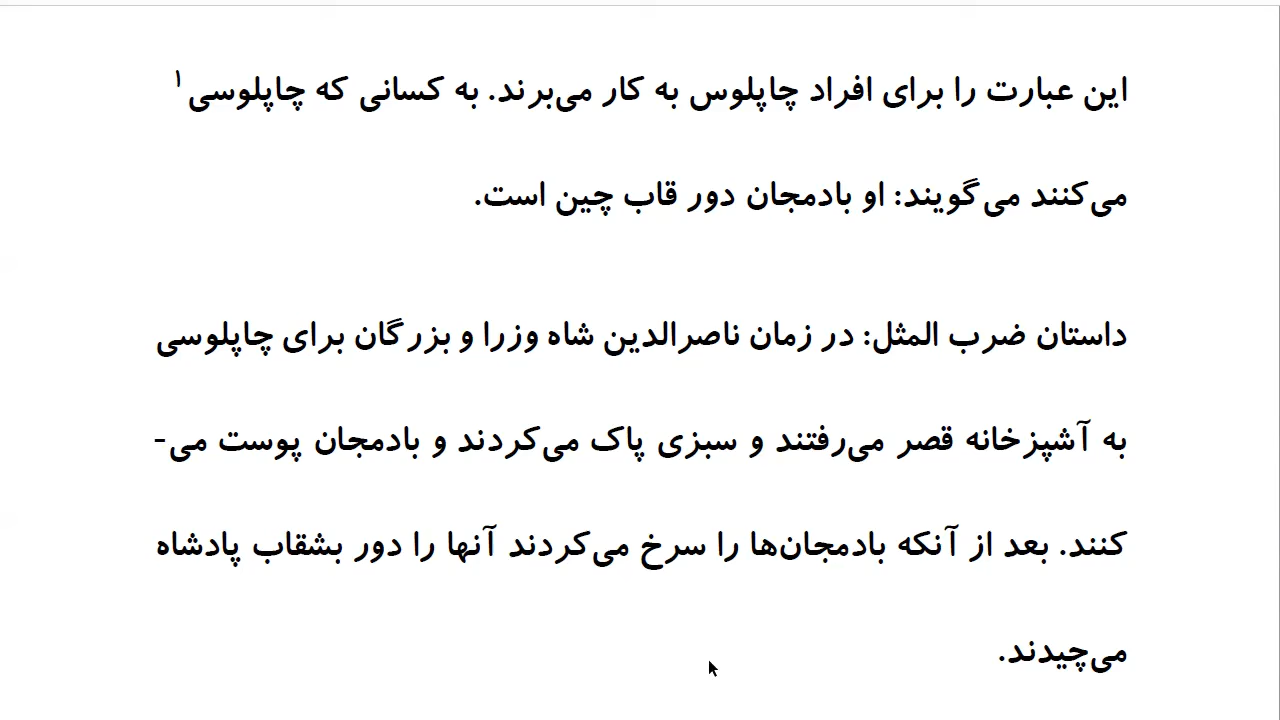 این عبارت را برای افراد چاپلوس به کار می‌برند. به کسانی که چاپلوسی۱
می‌کنند می‌گویند: او بادمجان دور قاب چین است.
داستان ضرب المثل: در زمان ناصرالدین شاه وزرا و بزرگان برای چاپلوسی
به آشپزخانه قصر می‌رفتند و سبزی پاک می‌کردند و بادمجان پوست می-
کنند. بعد از آنکه بادمجان‌ها را سرخ می‌کردند آنها را دور بشقاب پادشاه
می‌چیدند.